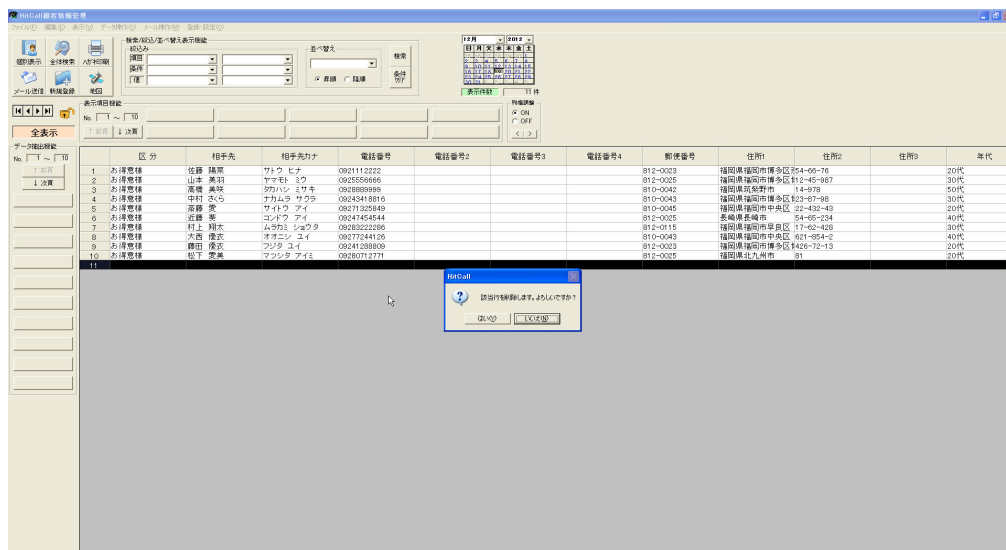 HitCall顧客情報管理
ファイル(F) 編集(E) 表示(V) データ操作(D) メール操作(M) 登録・設定(C)
個別表示 全体検索 ハガキ印刷
メール送信 新規登録 地図
検索/絞込/並べ替え表示機能
絞込み
項目
条件
値
並べ替え
昇順 降順
検索
条件クリア
12月 2012
日 月 火 水 木 金 土
表示件数 11 件
全表示
表示項目機能
No. 1 ～ 10
↑ 前頁 ↓ 次頁
列幅調整
ON
OFF
< >
データ抽出機能
No. 1 ～ 10
↑ 前頁
↓ 次頁
区 分 相手先 相手先カナ 電話番号 電話番号2 電話番号3 電話番号4 郵便番号 住所1 住所2 住所3 年代
1 お得意様 佐藤 陽菜 サトウ ヒナ 0921112222 812-0023 福岡県福岡市博多区 54-66-76 20代
2 お得意様 山本 美羽 ヤマモト ミウ 0925556666 812-0025 福岡県福岡市博多区 12-45-987 30代
3 お得意様 高橋 美咲 タカハシ ミサキ 0928889999 810-0042 福岡県筑紫野市 14-978 50代
4 お得意様 中村 さくら ナカムラ サクラ 09243418816 810-0043 福岡県福岡市博多区 23-87-98 30代
5 お得意様 斎藤 愛 サイトウ アイ 09271325849 810-0045 福岡県福岡市中央区 22-432-43 20代
6 お得意様 近藤 葵 コンドウ アイ 09247454544 812-0025 長崎県長崎市 54-65-234 40代
7 お得意様 村上 翔太 ムラカミ ショウタ 09283222286 812-0115 福岡県福岡市早良区 17-62-428 30代
8 お得意様 大西 優衣 オオニシ ユイ 09277244126 810-0043 福岡県福岡市中央区 621-854-2 40代
9 お得意様 藤田 優衣 フジタ ユイ 09241288809 812-0023 福岡県福岡市博多区 426-72-13 20代
10 お得意様 松下 愛美 マツシタ アイミ 09280712771 812-0025 福岡県北九州市 81 20代
11
HitCall
該当行を削除します。よろしいですか？
はい(Y) いいえ(N)